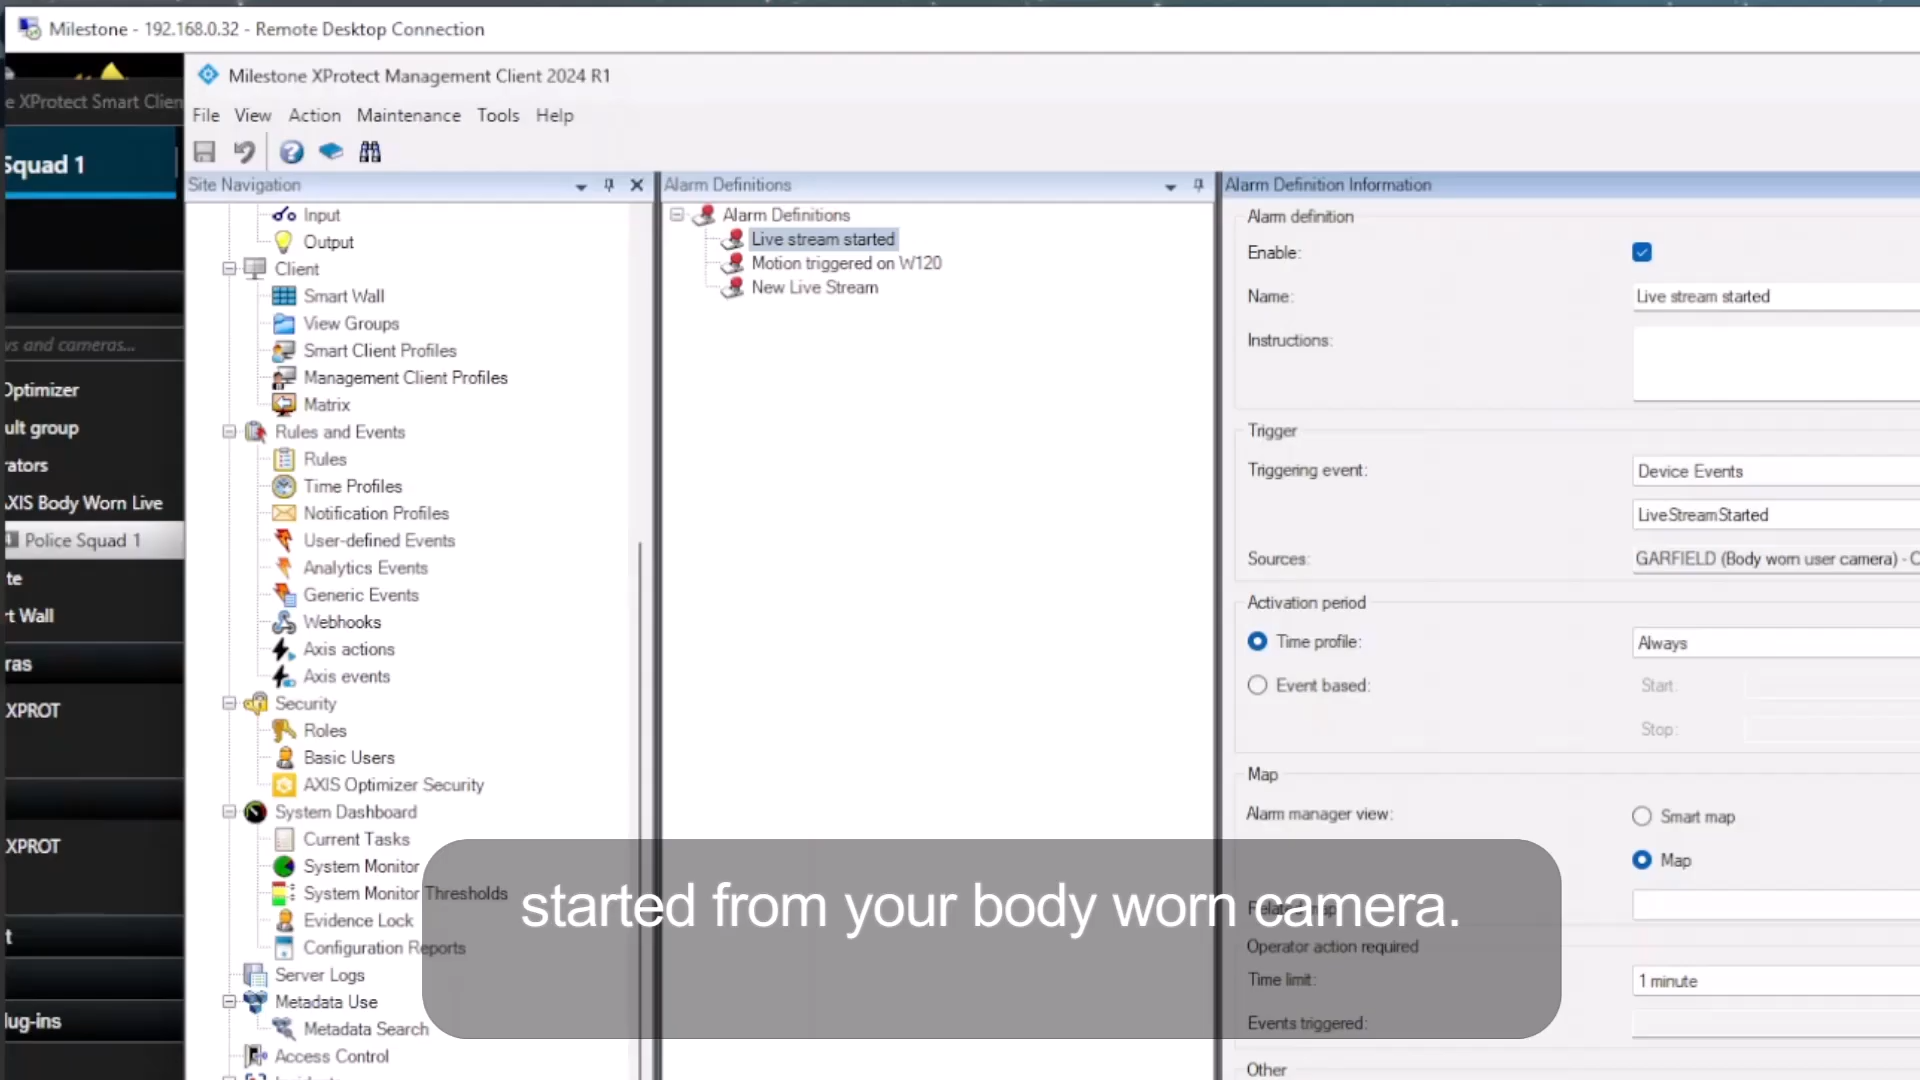 Milestone - 192.168.0.32 - Remote Desktop Connection
Milestone XProtect Management Client 2024 R1
e XProtect Smart Clien
File View Action Maintenance Tools Help
Squad 1
Site Navigation
Input
Output
Client
Smart Wall
View Groups
Smart Client Profiles
Management Client Profiles
Matrix
Rules and Events
Rules
Time Profiles
Notification Profiles
User-defined Events
Analytics Events
Generic Events
Webhooks
Axis actions
Axis events
Security
Roles
Basic Users
AXIS Optimizer Security
System Dashboard
Current Tasks
System Monitor
System Monitor Thresholds
Evidence Lock
Configuration Reports
Server Logs
Metadata Use
Metadata Search
Access Control
Incidents
ws and cameras...
Optimizer
ult group
rators
AXIS Body Worn Live
Police Squad 1
te
rt Wall
ras
XPROT
XPROT
t
lug-ins
Alarm Definitions
Alarm Definitions
Live stream started
Motion triggered on W120
New Live Stream
Alarm Definition Information
Alarm definition
Enable:
Name: Live stream started
Instructions:
Trigger
Triggering event: Device Events
LiveStreamStarted
Sources: GARFIELD (Body worn user camera) - C
Activation period
Time profile: Always
Event based: Start:
Stop:
Map
Alarm manager view: Smart map
Map
Related map:
Operator action required
Time limit: 1 minute
Events triggered:
Other
started from your body worn camera.